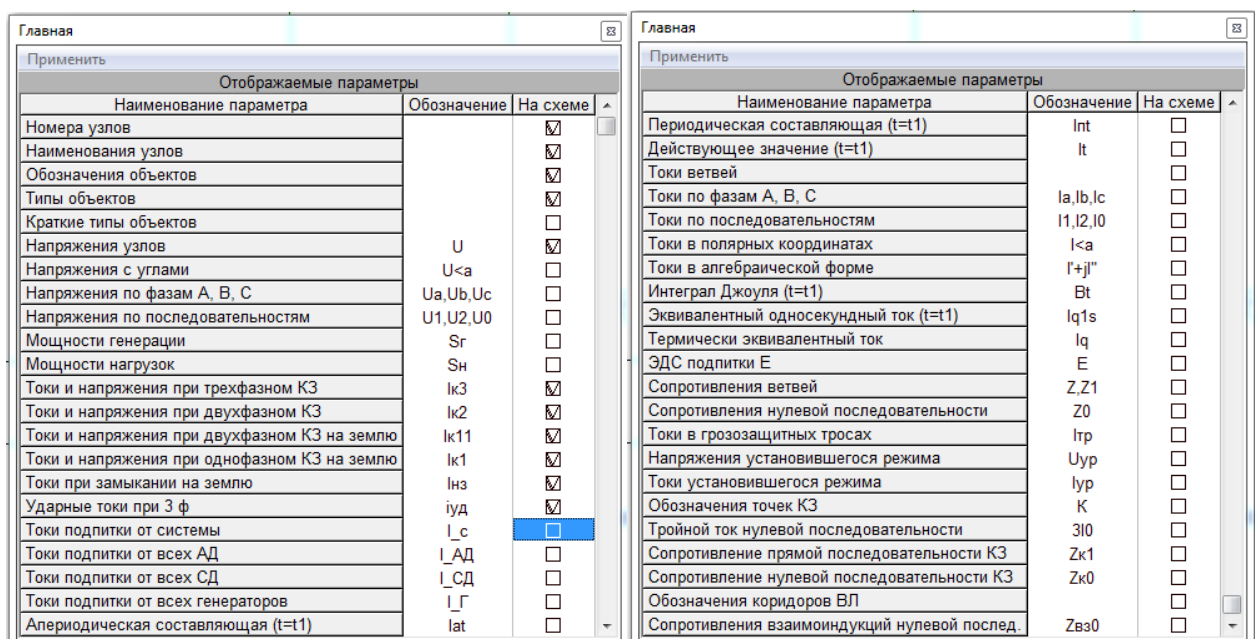 Главная
Применить
Отображаемые параметры
Наименование параметра Обозначение На схеме
Номера узлов
Наименования узлов
Обозначения объектов
Типы объектов
Краткие типы объектов
Напряжения узлов U
Напряжения с углами U<a
Напряжения по фазам А, В, С Ua,Ub,Uc
Напряжения по последовательностям U1,U2,U0
Мощности генерации Sг
Мощности нагрузок Sн
Токи и напряжения при трехфазном КЗ Iк3
Токи и напряжения при двухфазном КЗ Iк2
Токи и напряжения при двухфазном КЗ на землю Iк11
Токи и напряжения при однофазном КЗ на землю Iк1
Токи при замыкании на землю Iнз
Ударные токи при 3 ф iуд
Токи подпитки от системы I_c
Токи подпитки от всех АД I_АД
Токи подпитки от всех СД I_СД
Токи подпитки от всех генераторов I_Г
Апериодическая составляющая (t=t1) Iat
Главная
Применить
Отображаемые параметры
Наименование параметра Обозначение На схеме
Периодическая составляющая (t=t1) Iпt
Действующее значение (t=t1) It
Токи ветвей
Токи по фазам А, В, С Ia,Ib,Ic
Токи по последовательностям I1,I2,I0
Токи в полярных координатах I<a
Токи в алгебраической форме I'+jI"
Интеграл Джоуля (t=t1) Bt
Эквивалентный односекундный ток (t=t1) Iq1s
Термически эквивалентный ток Iq
ЭДС подпитки Е E
Сопротивления ветвей Z,Z1
Сопротивления нулевой последовательности Z0
Токи в грозозащитных тросах Iтр
Напряжения установившегося режима Uур
Токи установившегося режима Iур
Обозначения точек КЗ К
Тройной ток нулевой последовательности 3I0
Сопротивление прямой последовательности КЗ Zк1
Сопротивление нулевой последовательности КЗ Zк0
Обозначения коридоров ВЛ
Сопротивления взаимоиндукций нулевой послед. Zвз0